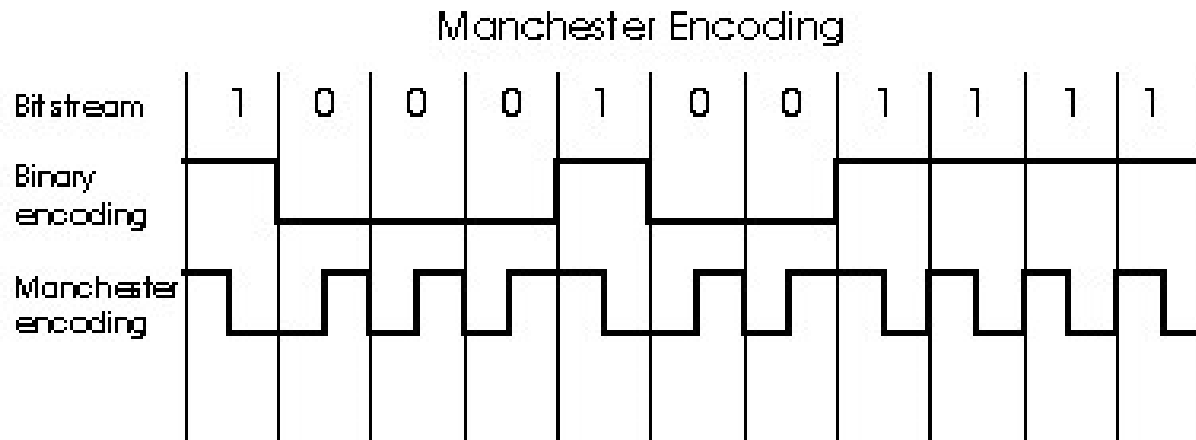 Manchester Encoding
Bitstream 1 0 0 0 1 0 0 1 1 1 1
Binary
encoding
Manchester
encoding